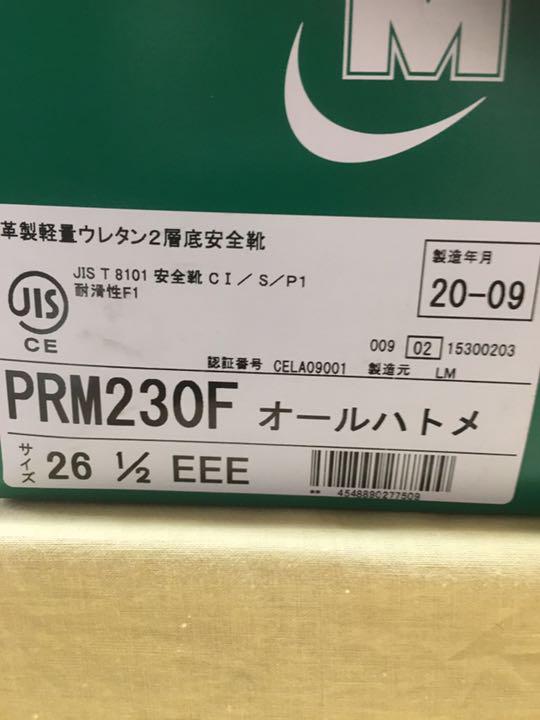 M
革製軽量ウレタン2層底安全靴
製造年月
20-09
JIS
CE
JIS T 8101 安全靴 CI/S/P1
耐滑性F1
009 02 15300203
認証番号 CELA09001 製造元 LM
PRM230F オールハトメ
サイズ 26 ½ EEE
** 4548890277509